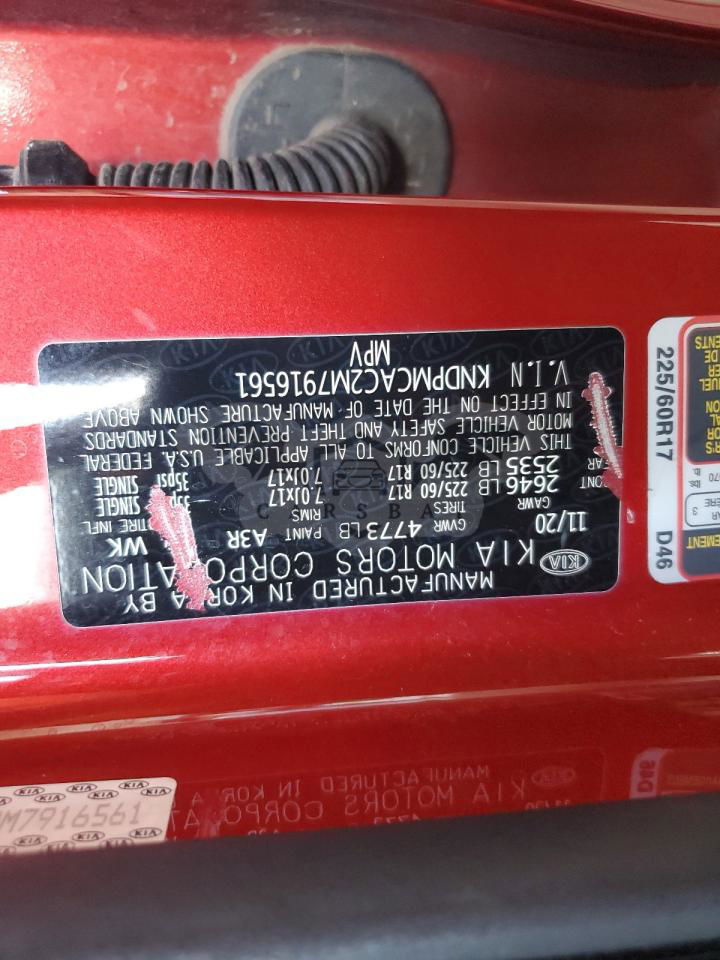 MANUFACTURED IN KOREA BY
KIA KIA MOTORS CORPORATION
11/20 GVWR 4773 LB PAINT A3R WK
GAWR TIRES RIMS TIRE INFL
FRONT 2646 LB 225/60 R17 7.0Jx17 SINGLE
REAR 2535 LB 225/60 R17 7.0Jx17 SINGLE 35psi
THIS VEHICLE CONFORMS TO ALL APPLICABLE U.S.A. FEDERAL
MOTOR VEHICLE SAFETY AND THEFT PREVENTION STANDARDS
IN EFFECT ON THE DATE OF MANUFACTURE SHOWN ABOVE
V.I.N KNDPMCAC2M7916561
MPV
225/60R17
D46
M7916561